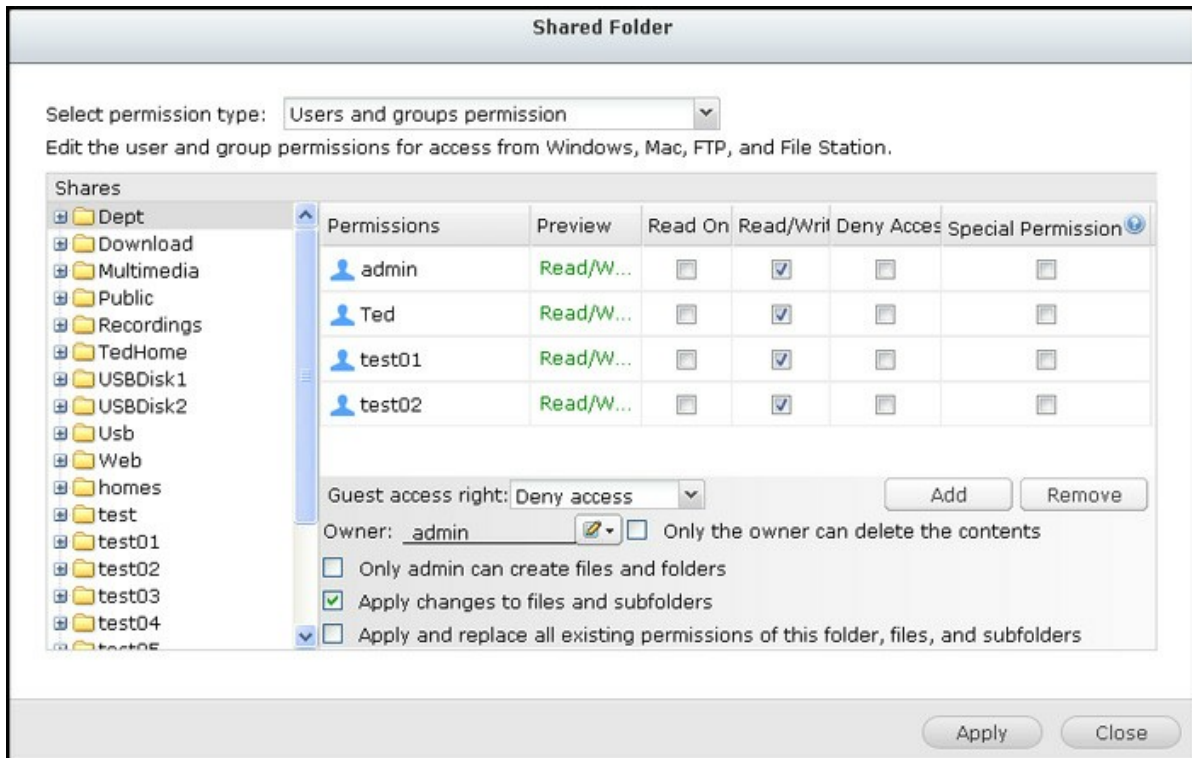 Shared Folder
Select permission type: Users and groups permission
Edit the user and group permissions for access from Windows, Mac, FTP, and File Station.
Shares
Dept
Download
Multimedia
Public
Recordings
TedHome
USBDisk1
USBDisk2
Usb
Web
homes
test
test01
test02
test03
test04
test05
Permissions Preview Read On Read/Writ Deny Acces Special Permission
admin Read/W...
Ted Read/W...
test01 Read/W...
test02 Read/W...
Guest access right: Deny access Add Remove
Owner: admin Only the owner can delete the contents
Only admin can create files and folders
Apply changes to files and subfolders
Apply and replace all existing permissions of this folder, files, and subfolders
Apply Close